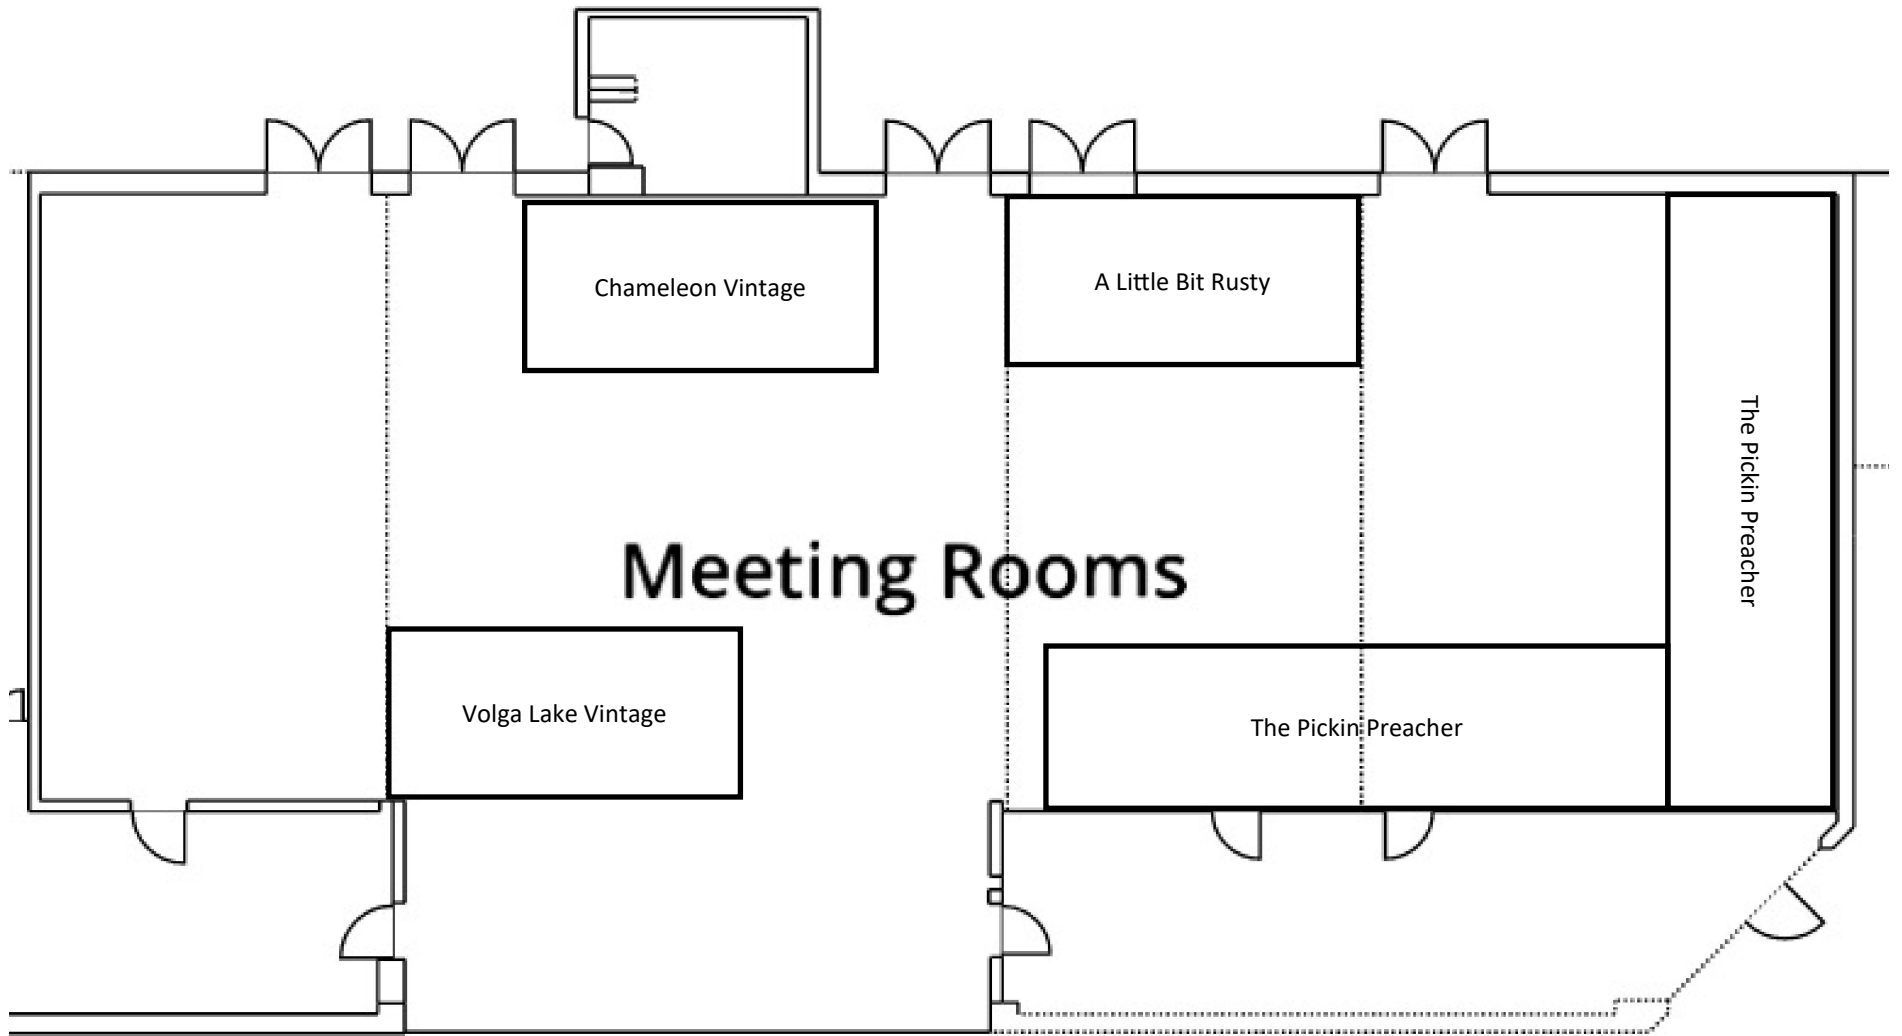 Chameleon Vintage
A Little Bit Rusty
The Pickin Preacher
Meeting Rooms
Volga Lake Vintage
The Pickin Preacher